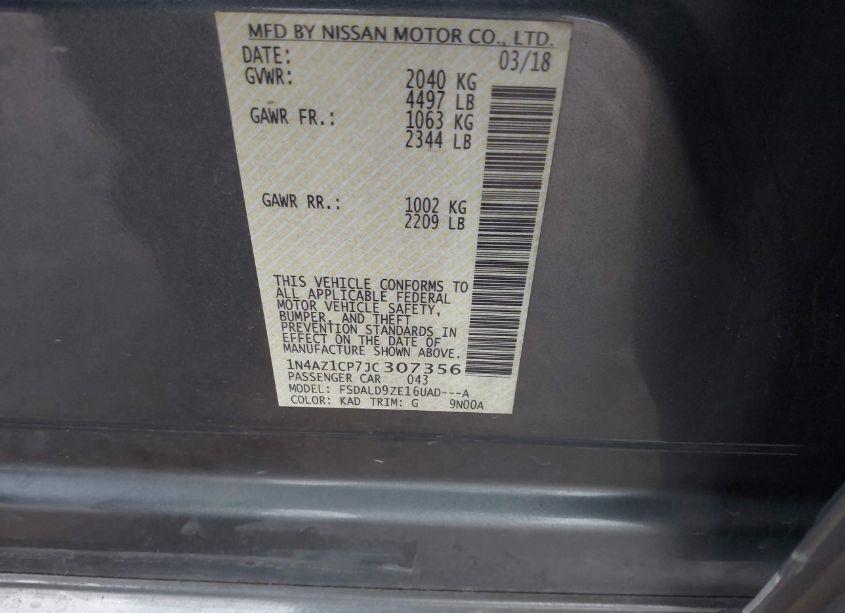 MFD BY NISSAN MOTOR CO., LTD.
DATE: 03/18
GVWR: 2040 KG
4497 LB
GAWR FR.: 1063 KG
2344 LB
GAWR RR.: 1002 KG
2209 LB
THIS VEHICLE CONFORMS TO
ALL APPLICABLE FEDERAL
MOTOR VEHICLE SAFETY,
BUMPER, AND THEFT
PREVENTION STANDARDS IN
EFFECT ON THE DATE OF
MANUFACTURE SHOWN ABOVE.
1N4AZ1CP7JC307356
PASSENGER CAR 043
MODEL: FSDALD9ZE16UAD---A
COLOR: KAD TRIM: G 9N00A